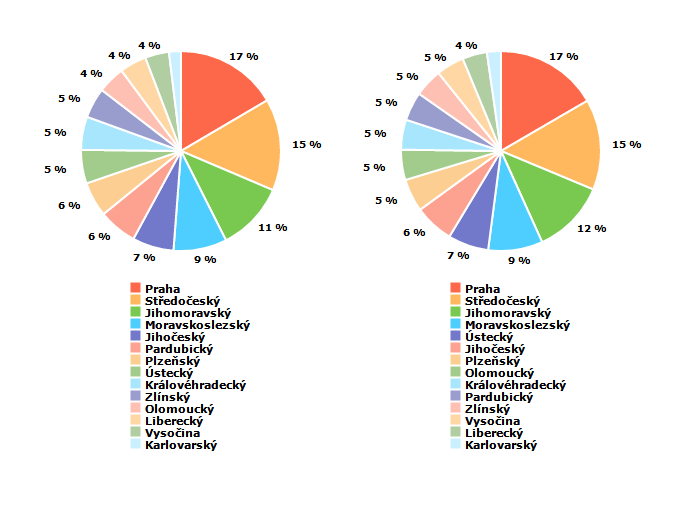 17 %
15 %
11 %
9 %
7 %
6 %
6 %
5 %
5 %
5 %
4 %
4 %
4 %
Praha
Středočeský
Jihomoravský
Moravskoslezský
Jihočeský
Pardubický
Plzeňský
Ústecký
Královéhradecký
Zlínský
Olomoucký
Liberecký
Vysočina
Karlovarský
17 %
15 %
12 %
9 %
7 %
6 %
5 %
5 %
5 %
5 %
5 %
5 %
4 %
Praha
Středočeský
Jihomoravský
Moravskoslezský
Ústecký
Jihočeský
Plzeňský
Olomoucký
Královéhradecký
Pardubický
Zlínský
Vysočina
Liberecký
Karlovarský